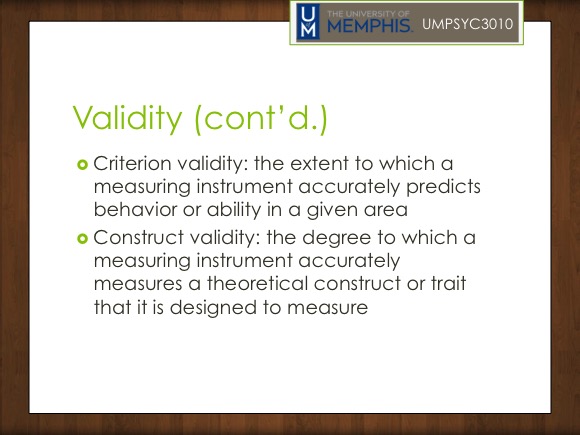 UM
THE UNIVERSITY OF
MEMPHIS.
UMPSYC3010
Validity (cont’d.)
Criterion validity: the extent to which a
measuring instrument accurately predicts
behavior or ability in a given area
Construct validity: the degree to which a
measuring instrument accurately
measures a theoretical construct or trait
that it is designed to measure